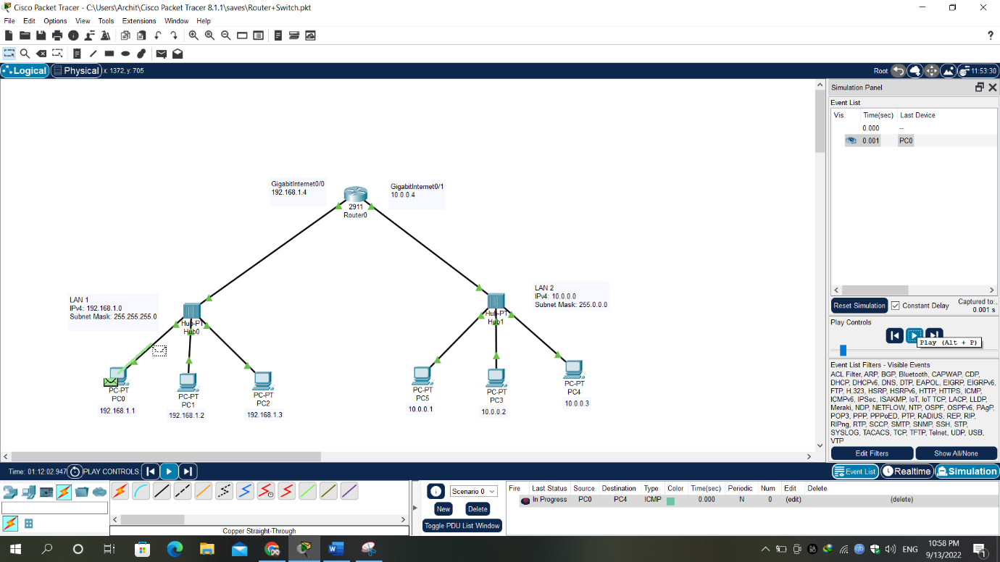 Cisco Packet Tracer - C:\Users\Archit\Cisco Packet Tracer 8.1.1\saves\Router+Switch.pkt
File Edit Options View Tools Extensions Window Help
?
Logical Physical x: 1372, y: 705 Root 11:53:30
Simulation Panel
Event List
Vis. Time(sec) Last Device
0.000 --
0.001 PC0
GigabitInternet0/0
192.168.1.4
GigabitInternet0/1
10.0.0.4
2911
Router0
LAN 1
IPv4: 192.168.1.0
Subnet Mask: 255.255.255.0
LAN 2
IPv4: 10.0.0.0
Subnet Mask: 255.0.0.0
Hub-PT
Hub0
Hub-PT
Hub1
PC-PT
PC0
192.168.1.1
PC-PT
PC1
192.168.1.2
PC-PT
PC2
192.168.1.3
PC-PT
PC5
10.0.0.1
PC-PT
PC3
10.0.0.2
PC-PT
PC4
10.0.0.3
Reset Simulation Constant Delay Captured to:
0.001 s
Play Controls
Play (Alt + P)
Event List Filters - Visible Events
ACL Filter, ARP, BGP, Bluetooth, CAPWAP, CDP,
DHCP, DHCPv6, DNS, DTP, EAPOL, EIGRP, EIGRPv6,
FTP, H.323, HSRP, HSRPv6, HTTP, HTTPS, ICMP,
ICMPv6, IPSec, ISAKMP, IoT, IoT TCP, LACP, LLDP,
Meraki, NDP, NETFLOW, NTP, OSPF, OSPFv6, PAgP,
POP3, PPP, PPPoED, PTP, RADIUS, REP, RIP,
RIPng, RTP, SCCP, SMTP, SNMP, SSH, STP,
SYSLOG, TACACS, TCP, TFTP, Telnet, UDP, USB,
VTP
Edit Filters Show All/None
Time: 01:12:02.947 PLAY CONTROLS: Event List Realtime Simulation
Scenario 0
New Delete
Toggle PDU List Window
Fire Last Status Source Destination Type Color Time(sec) Periodic Num Edit Delete
In Progress PC0 PC4 ICMP 0.000 N 0 (edit) (delete)
Copper Straight-Through
ENG
10:58 PM
9/13/2022
1